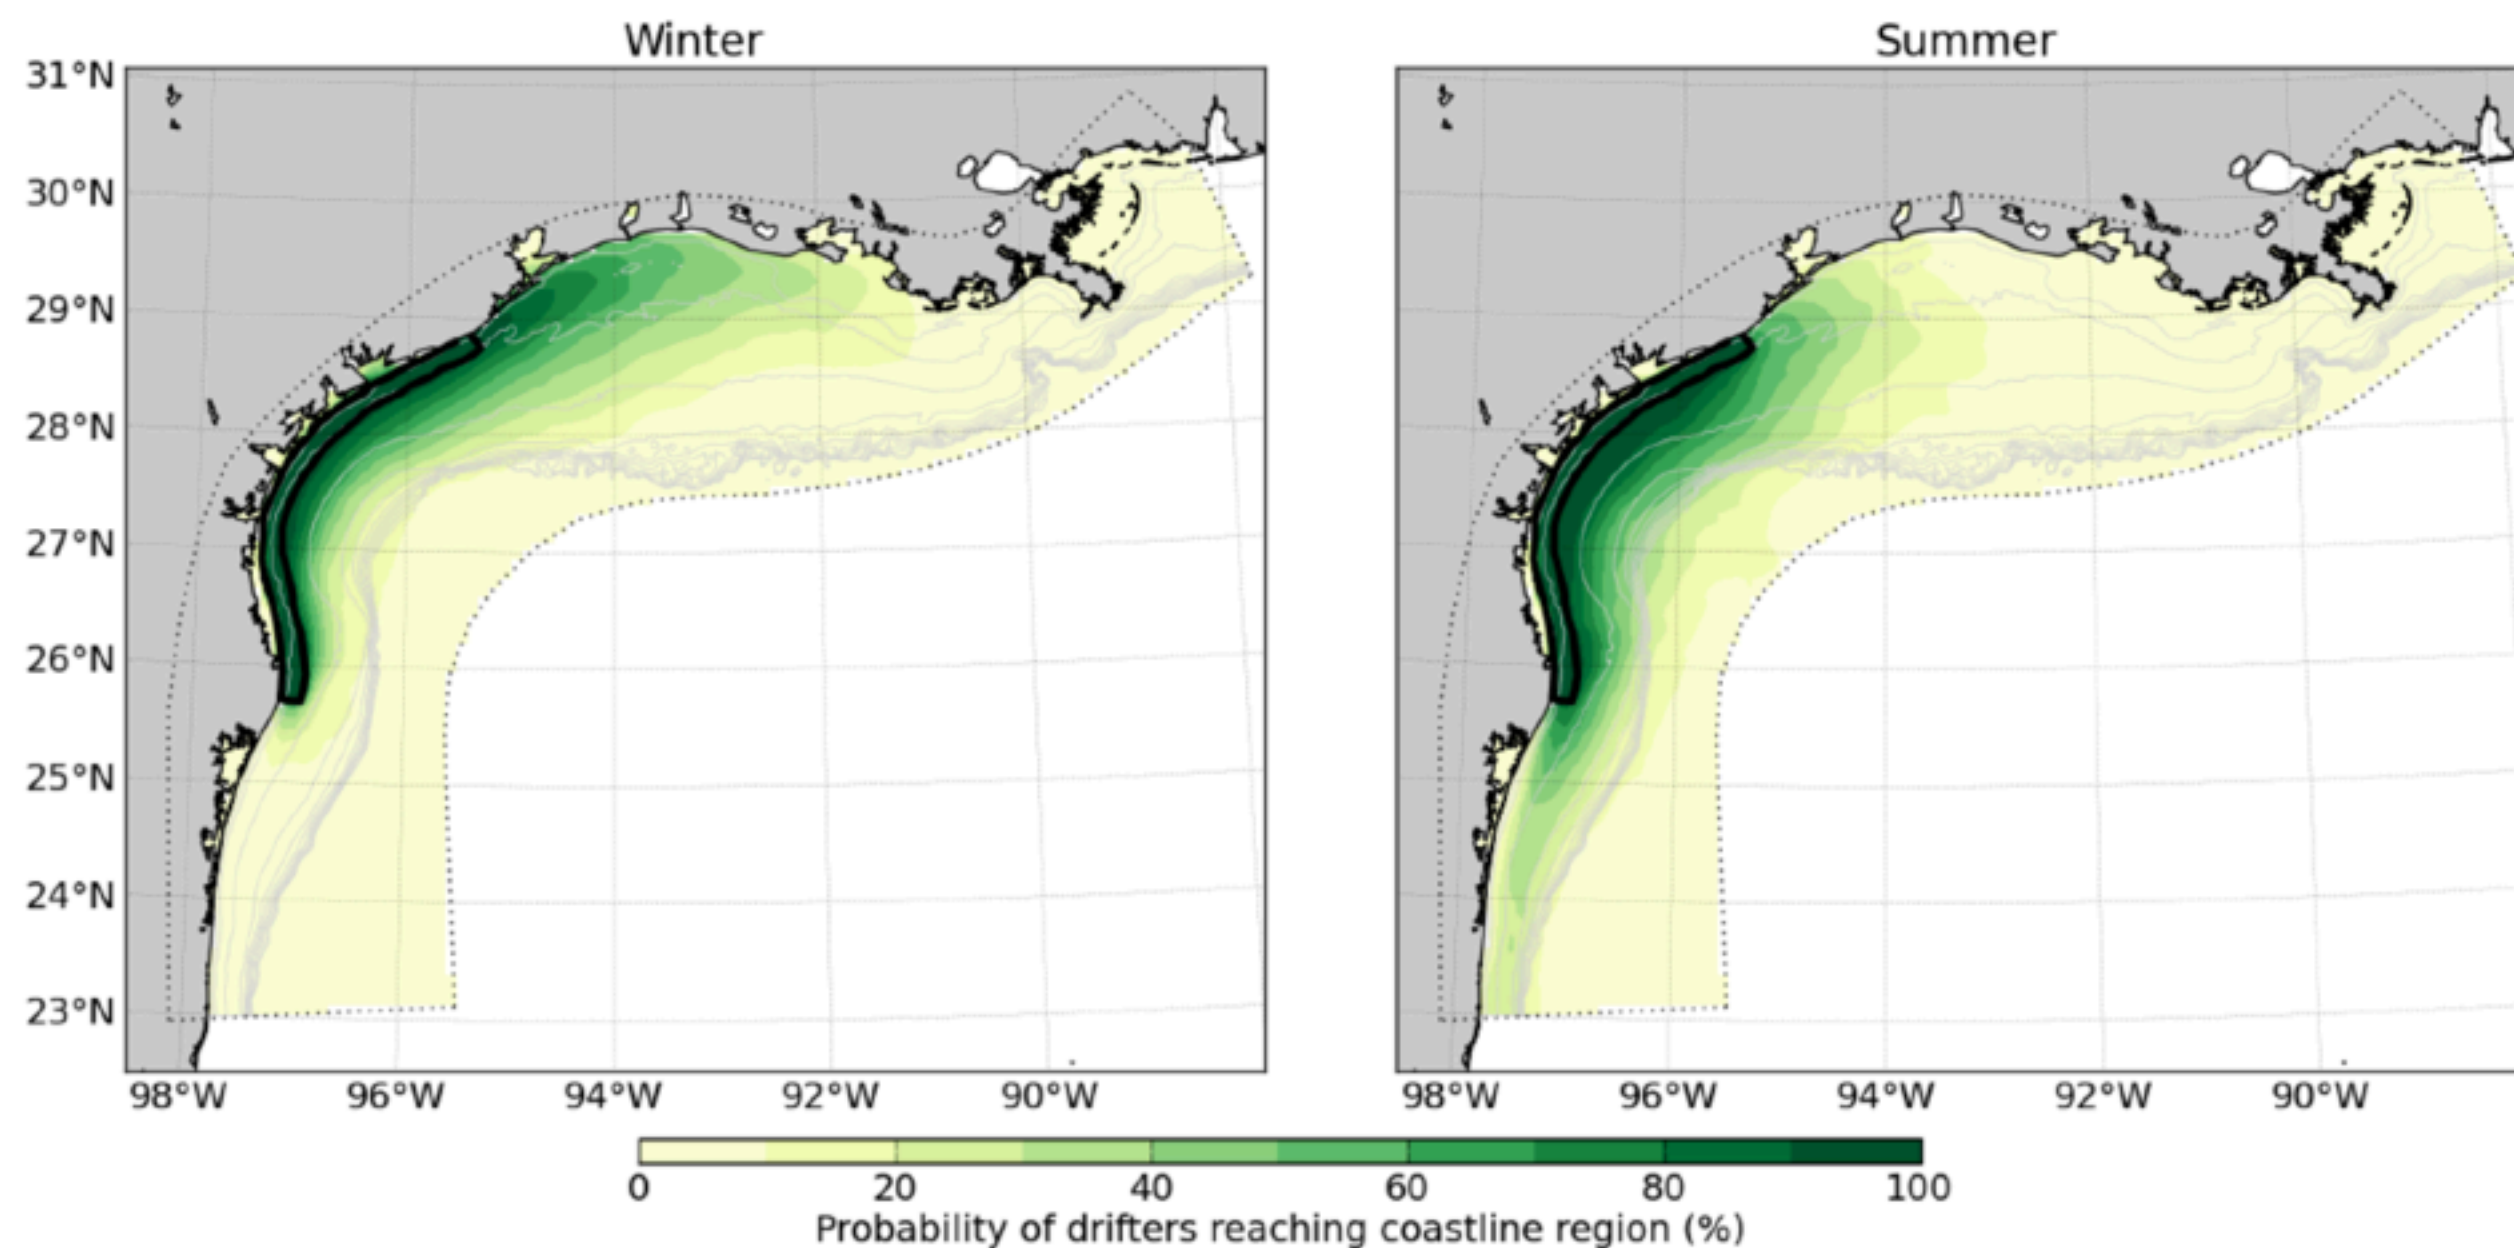 Winter
Summer
31°N
30°N
29°N
28°N
27°N
26°N
25°N
24°N
23°N
98°W 96°W 94°W 92°W 90°W
98°W 96°W 94°W 92°W 90°W
0 20 40 60 80 100
Probability of drifters reaching coastline region (%)